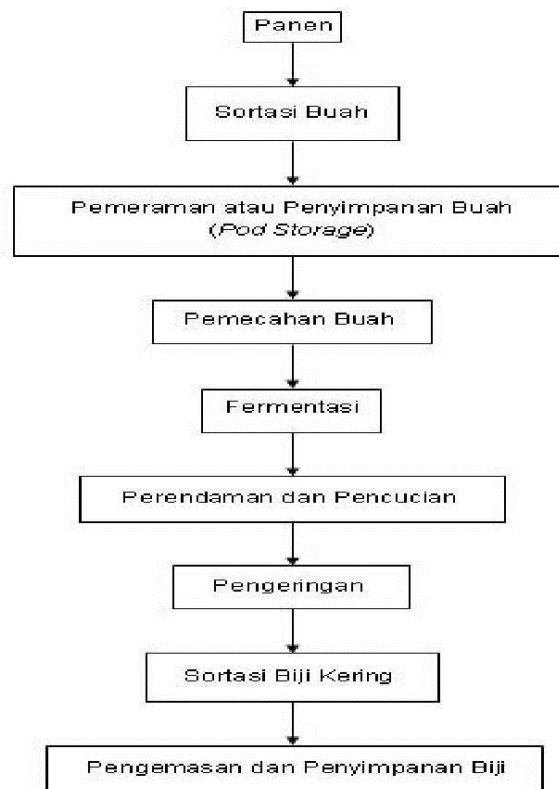 Panen
Sortasi Buah
Pemeraman atau Penyimpanan Buah
(Pod Storage)
Pemecahan Buah
Fermentasi
Perendaman dan Pencucian
Pengeringan
Sortasi Biji Kering
Pengemasan dan Penyimpanan Biji